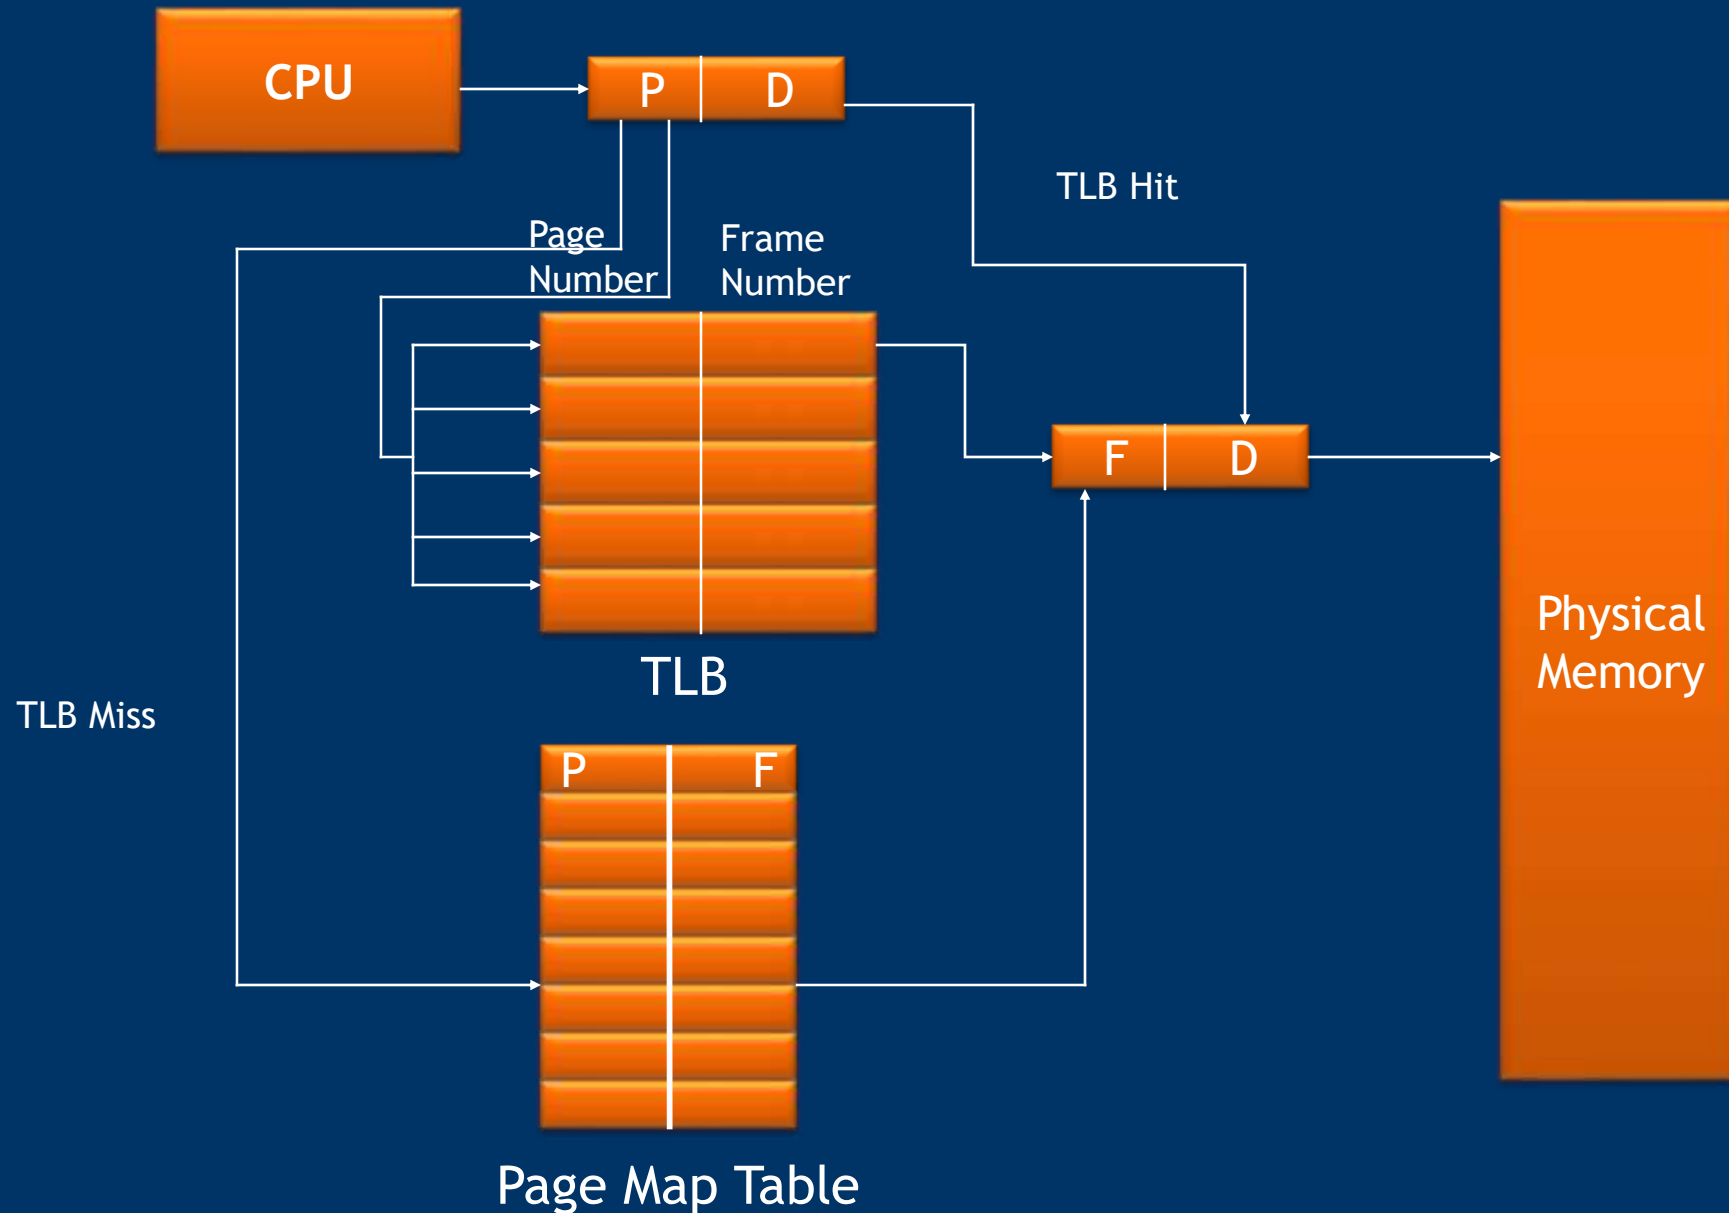 CPU
P D
TLB Hit
Page
Number
Frame
Number
F D
TLB
TLB Miss
Physical
Memory
P F
Page Map Table